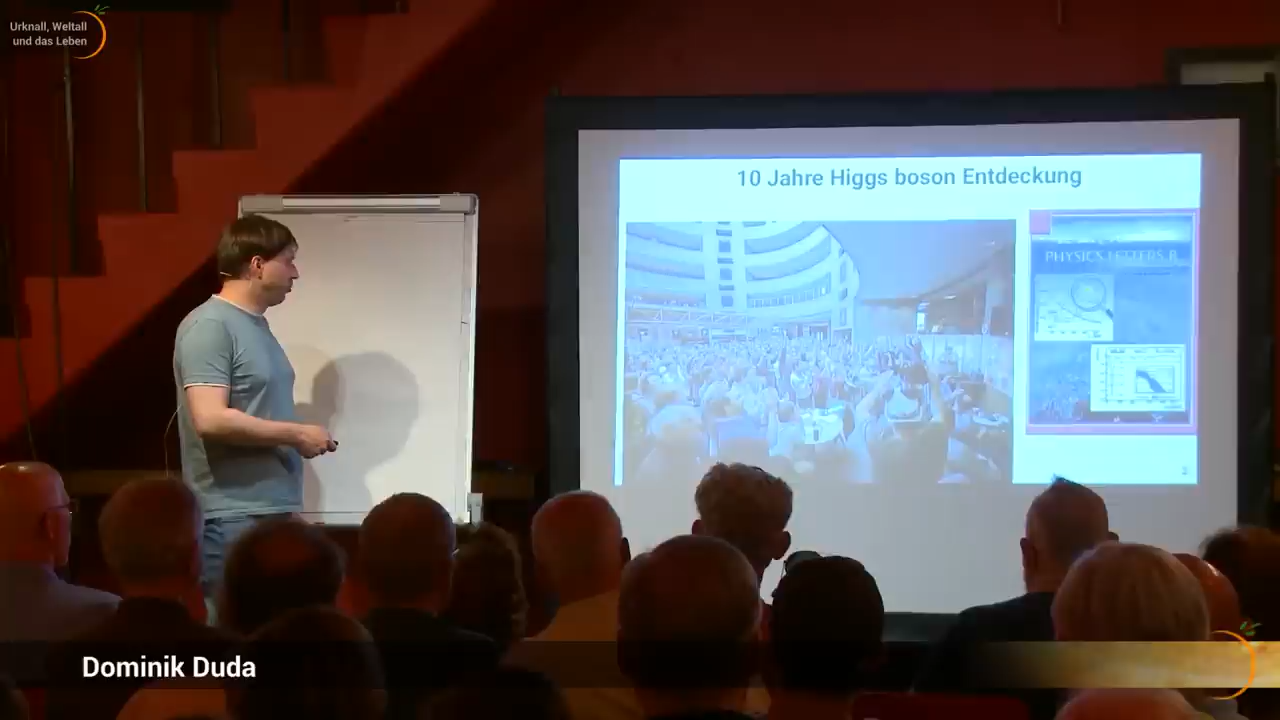 Urknall, Weltall
und das Leben
10 Jahre Higgs boson Entdeckung
PHYSICS LETTERS B
Dominik Duda